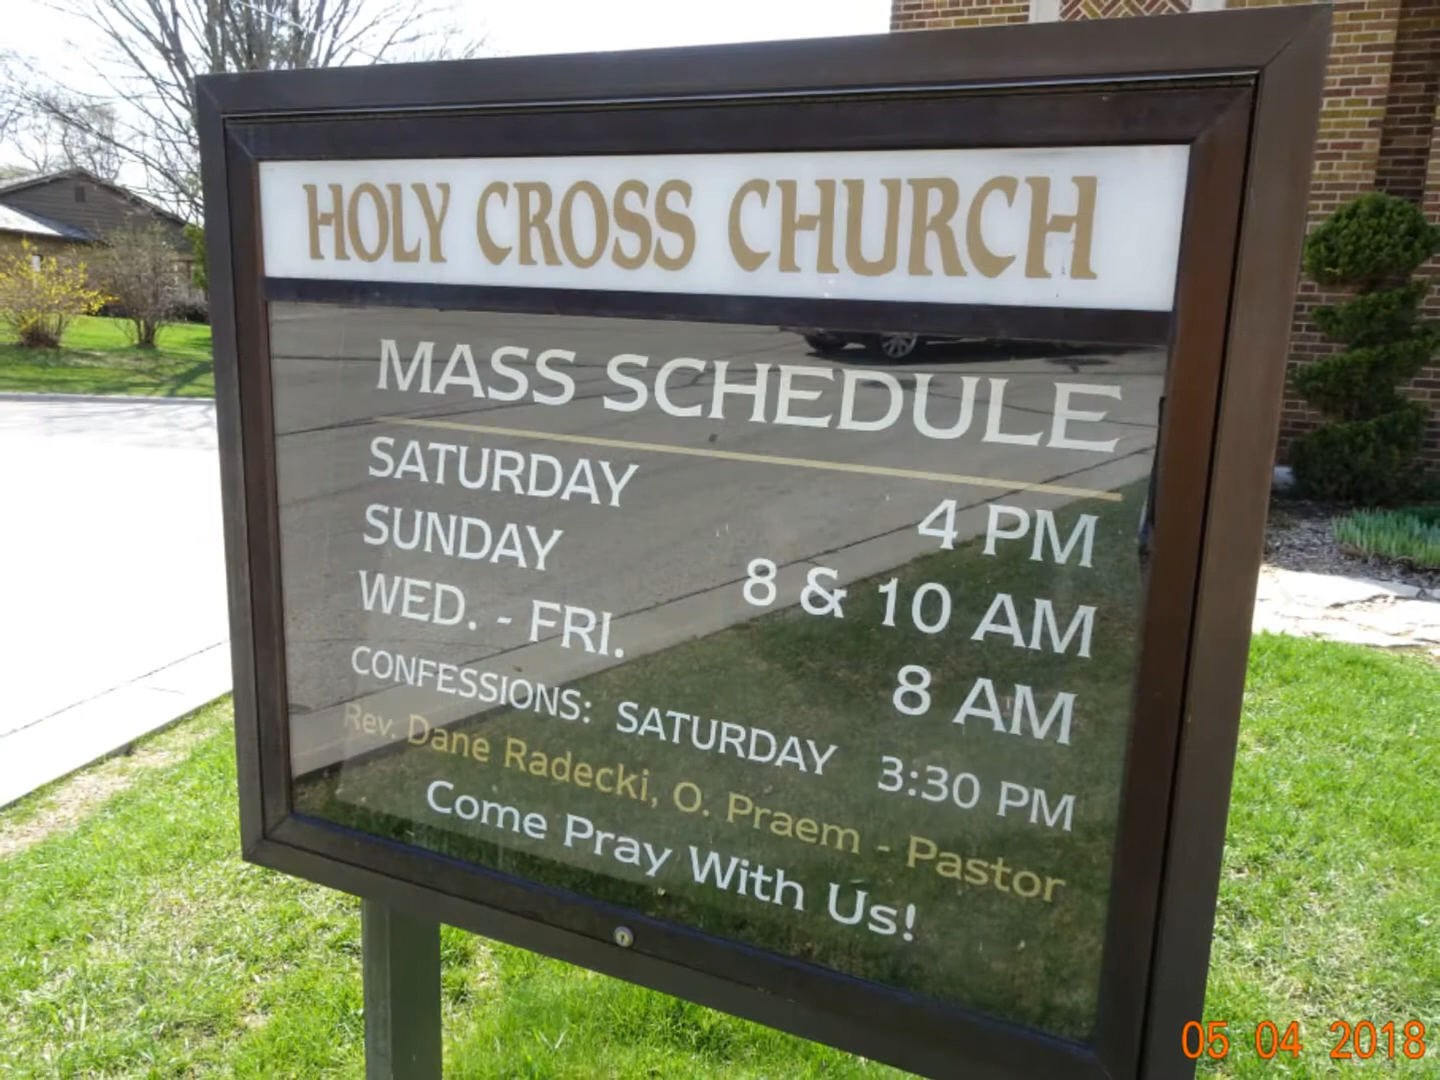 HOLY CROSS CHURCH
MASS SCHEDULE
SATURDAY 4 PM
SUNDAY 8 & 10 AM
WED. - FRI. 8 AM
CONFESSIONS: SATURDAY 3:30 PM
Rev. Dane Radecki, O. Praem - Pastor
Come Pray With Us!
05 04 2018